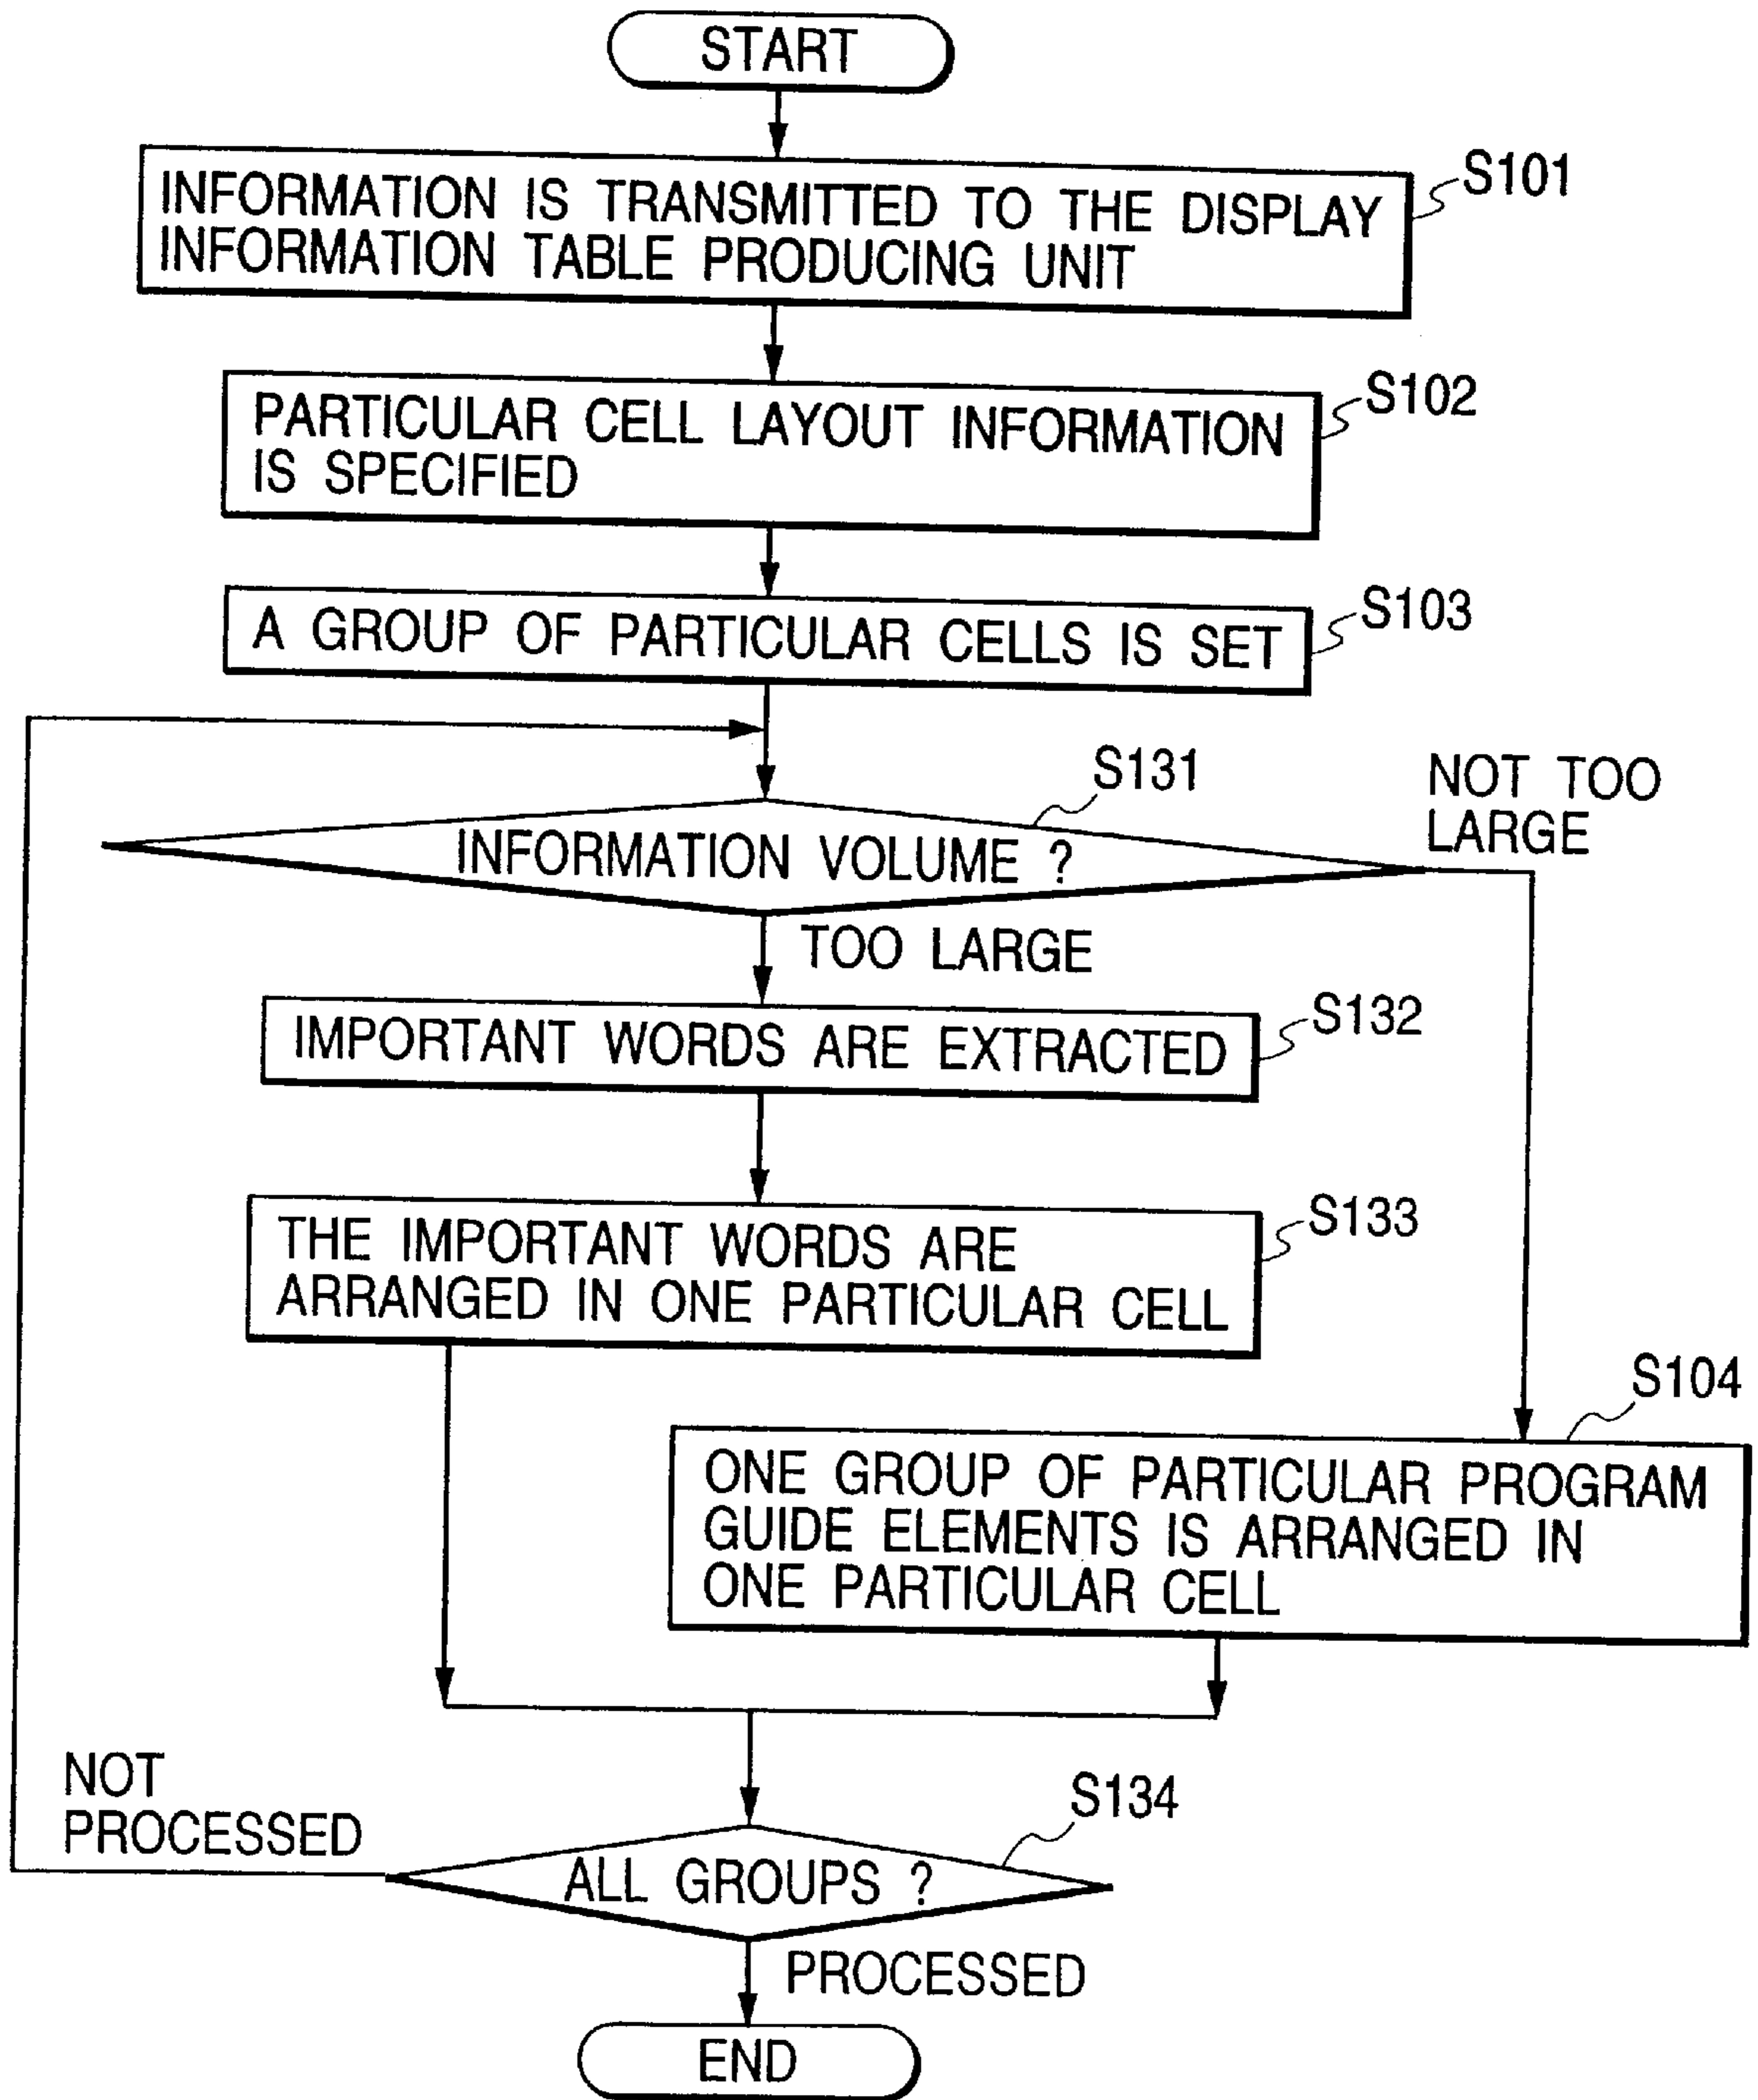 START
S101
INFORMATION IS TRANSMITTED TO THE DISPLAY
INFORMATION TABLE PRODUCING UNIT
S102
PARTICULAR CELL LAYOUT INFORMATION
IS SPECIFIED
S103
A GROUP OF PARTICULAR CELLS IS SET
S131
NOT TOO
LARGE
INFORMATION VOLUME ?
TOO LARGE
S132
IMPORTANT WORDS ARE EXTRACTED
S133
THE IMPORTANT WORDS ARE
ARRANGED IN ONE PARTICULAR CELL
S104
ONE GROUP OF PARTICULAR PROGRAM
GUIDE ELEMENTS IS ARRANGED IN
ONE PARTICULAR CELL
NOT
PROCESSED
S134
ALL GROUPS ?
PROCESSED
END